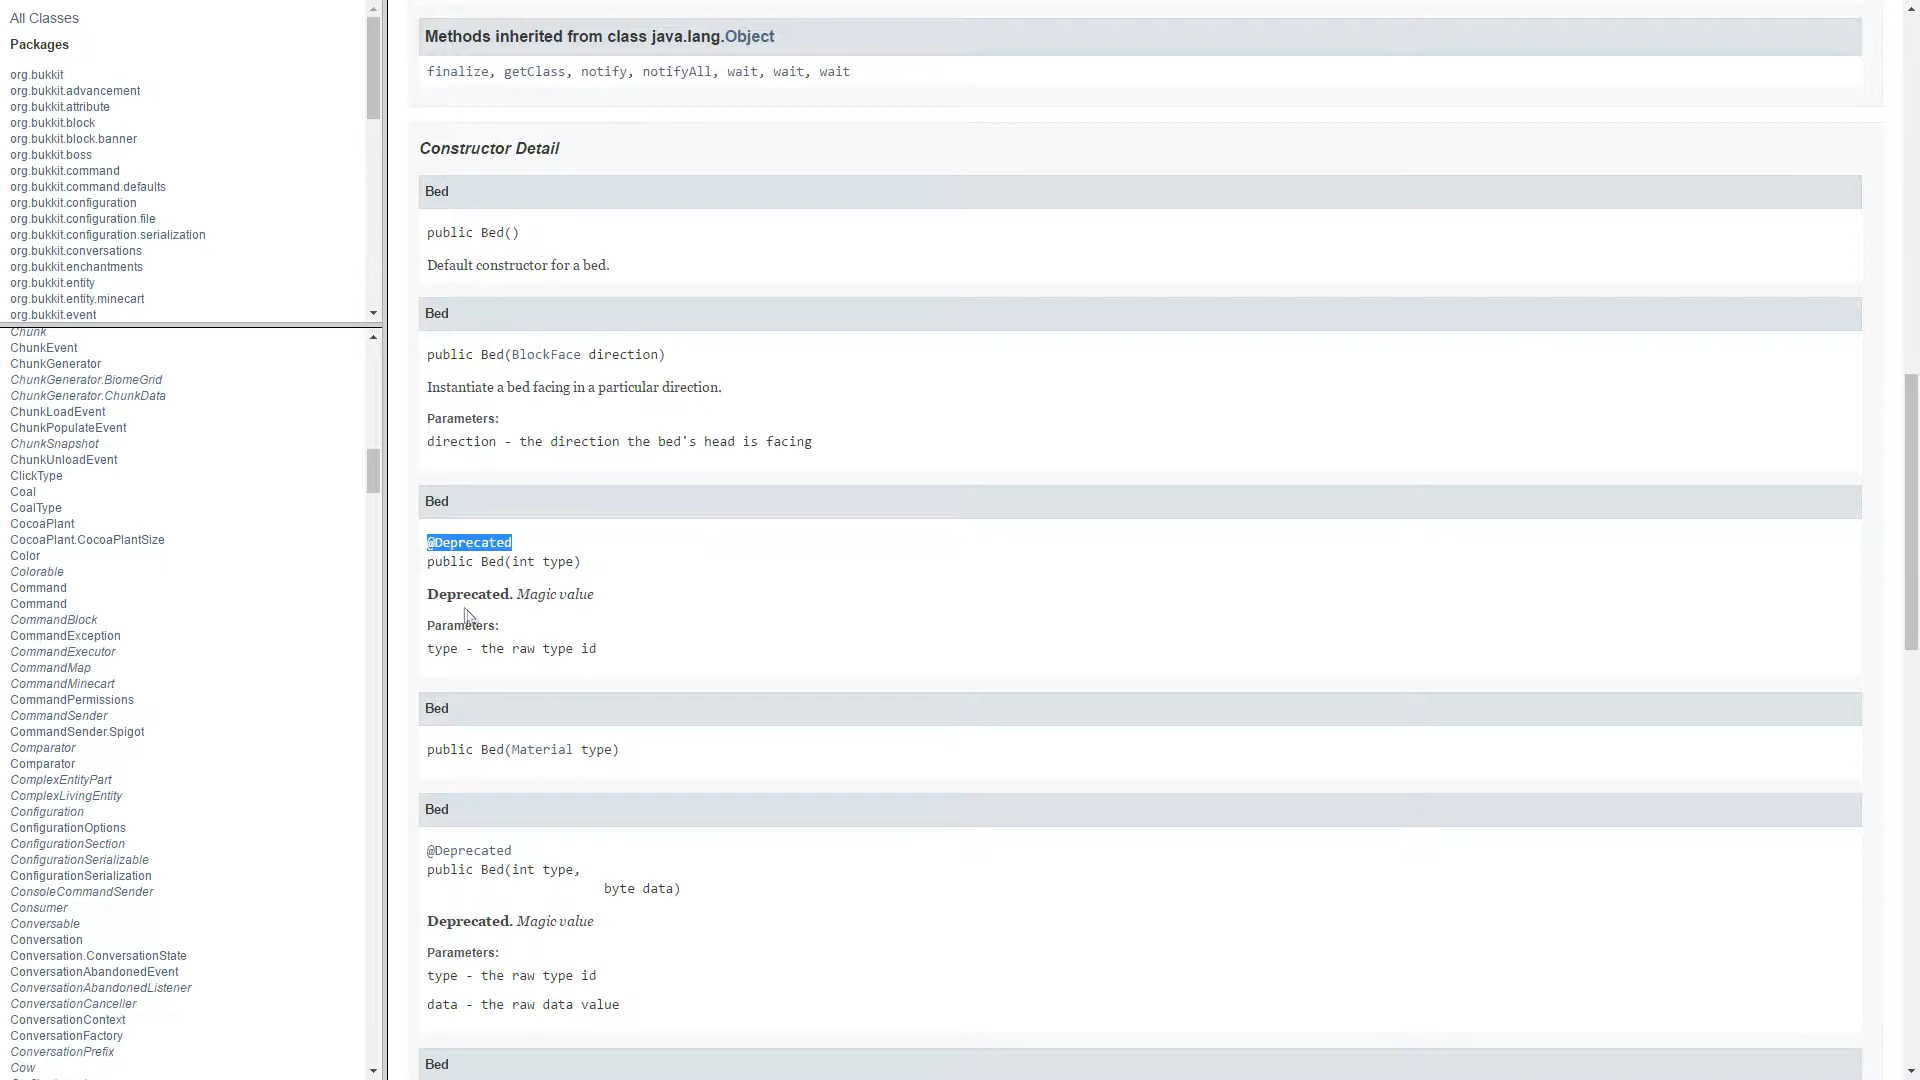 All Classes
Packages
org.bukkit
org.bukkit.advancement
org.bukkit.attribute
org.bukkit.block
org.bukkit.block.banner
org.bukkit.boss
org.bukkit.command
org.bukkit.command.defaults
org.bukkit.configuration
org.bukkit.configuration.file
org.bukkit.configuration.serialization
org.bukkit.conversations
org.bukkit.enchantments
org.bukkit.entity
org.bukkit.entity.minecart
org.bukkit.event
Chunk
ChunkEvent
ChunkGenerator
ChunkGenerator.BiomeGrid
ChunkGenerator.ChunkData
ChunkLoadEvent
ChunkPopulateEvent
ChunkSnapshot
ChunkUnloadEvent
ClickType
Coal
CoalType
CocoaPlant
CocoaPlant.CocoaPlantSize
Color
Colorable
Command
Command
CommandBlock
CommandException
CommandExecutor
CommandMap
CommandMinecart
CommandPermissions
CommandSender
CommandSender.Spigot
Comparator
Comparator
ComplexEntityPart
ComplexLivingEntity
Configuration
ConfigurationOptions
ConfigurationSection
ConfigurationSerializable
ConfigurationSerialization
ConsoleCommandSender
Consumer
Conversable
Conversation
Conversation.ConversationState
ConversationAbandonedEvent
ConversationAbandonedListener
ConversationCanceller
ConversationContext
ConversationFactory
ConversationPrefix
Cow
Methods inherited from class java.lang.Object
finalize, getClass, notify, notifyAll, wait, wait, wait
Constructor Detail
Bed
public Bed()
Default constructor for a bed.
Bed
public Bed(BlockFace direction)
Instantiate a bed facing in a particular direction.
Parameters:
direction - the direction the bed's head is facing
Bed
@Deprecated
public Bed(int type)
Deprecated. Magic value
Parameters:
type - the raw type id
Bed
public Bed(Material type)
Bed
@Deprecated
public Bed(int type,
byte data)
Deprecated. Magic value
Parameters:
type - the raw type id
data - the raw data value
Bed